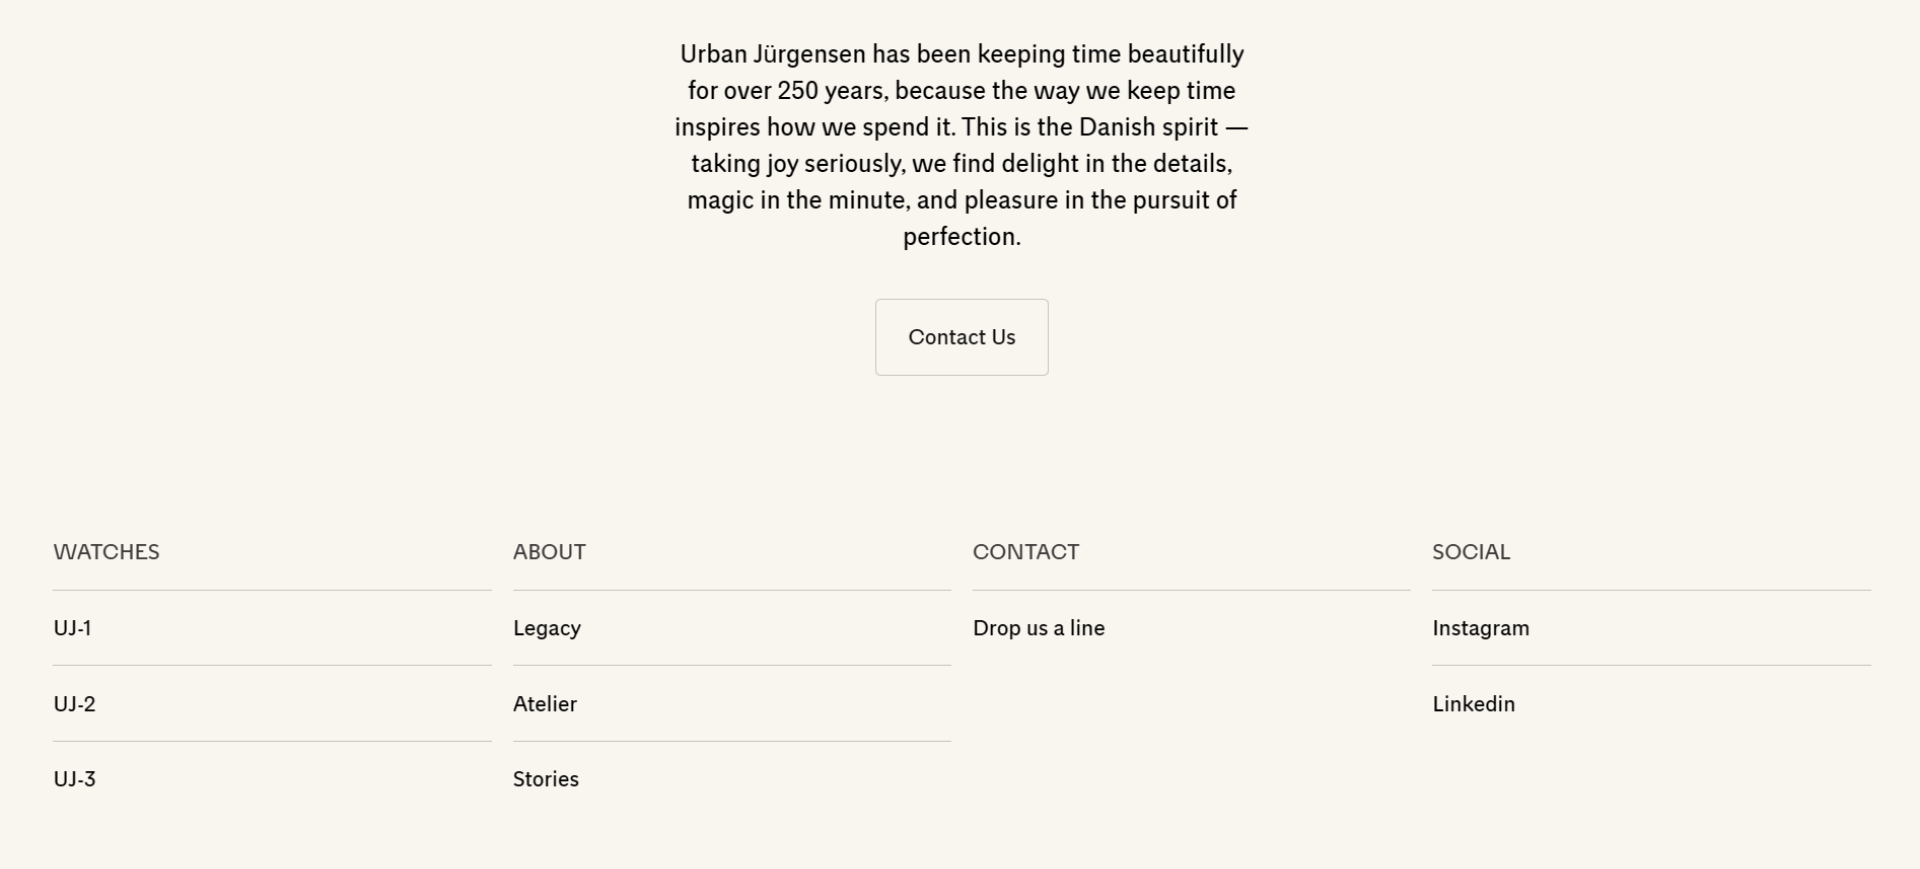 Urban Jürgensen has been keeping time beautifully
for over 250 years, because the way we keep time
inspires how we spend it. This is the Danish spirit —
taking joy seriously, we find delight in the details,
magic in the minute, and pleasure in the pursuit of
perfection.
Contact Us
WATCHES
UJ-1
UJ-2
UJ-3
ABOUT
Legacy
Atelier
Stories
CONTACT
Drop us a line
SOCIAL
Instagram
Linkedin